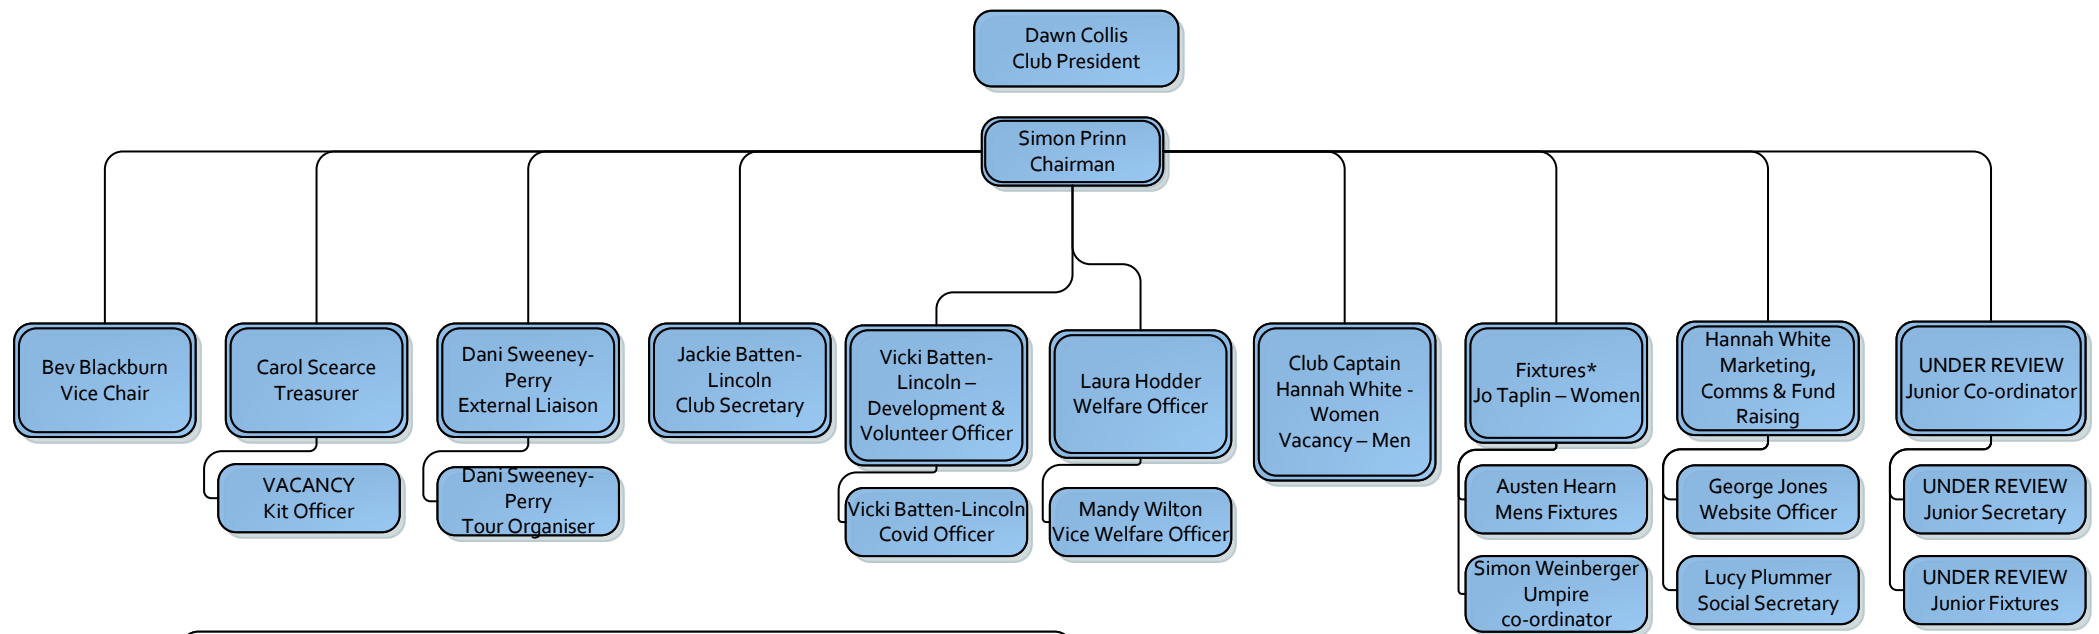 Dawn Collis
Club President
Simon Prinn
Chairman
Bev Blackburn
Vice Chair
Carol Scearce
Treasurer
Dani Sweeney-
Perry
External Liaison
Jackie Batten-
Lincoln
Club Secretary
Vicki Batten-
Lincoln –
Development &
Volunteer Officer
Laura Hodder
Welfare Officer
Club Captain
Hannah White -
Women
Vacancy – Men
Fixtures*
Jo Taplin – Women
Hannah White
Marketing,
Comms & Fund
Raising
UNDER REVIEW
Junior Co-ordinator
VACANCY
Kit Officer
Dani Sweeney-
Perry
Tour Organiser
Vicki Batten-Lincoln
Covid Officer
Mandy Wilton
Vice Welfare Officer
Austen Hearn
Mens Fixtures
George Jones
Website Officer
UNDER REVIEW
Junior Secretary
Simon Weinberger
Umpire
co-ordinator
Lucy Plummer
Social Secretary
UNDER REVIEW
Junior Fixtures